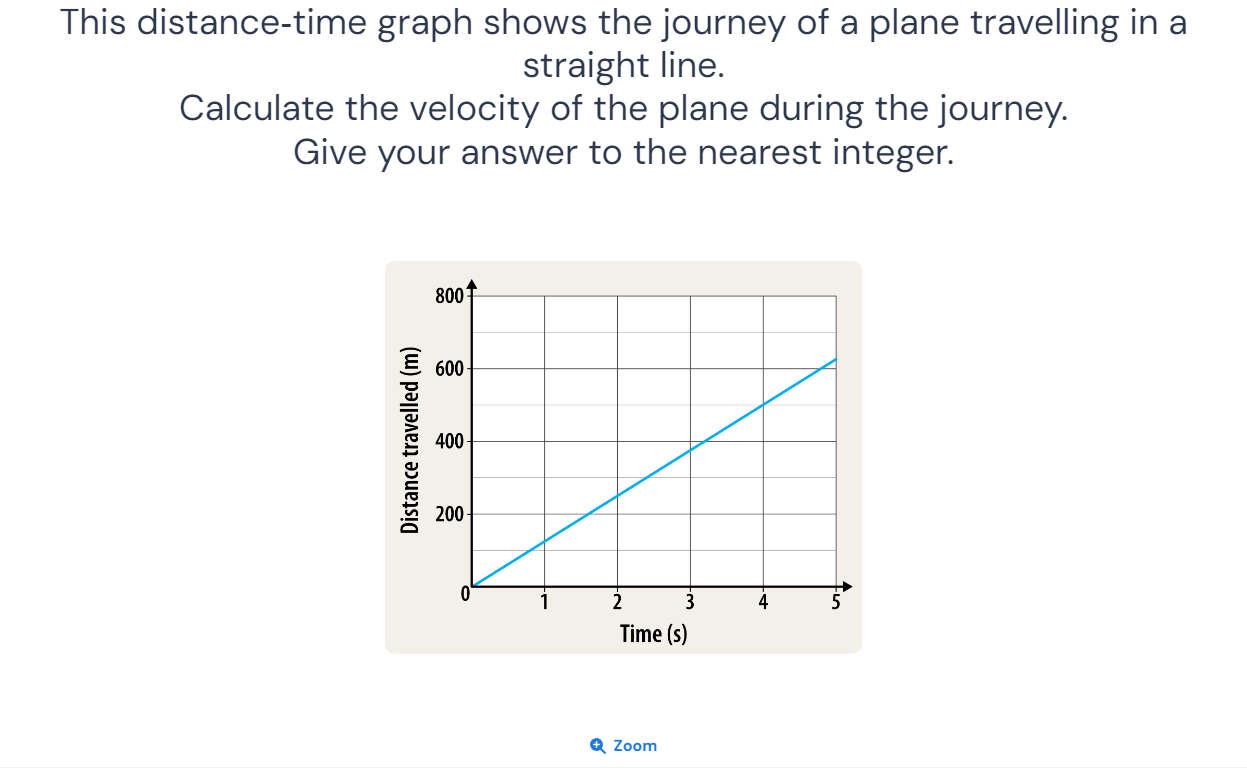 This distance-time graph shows the journey of a plane travelling in a
straight line.
Calculate the velocity of the plane during the journey.
Give your answer to the nearest integer.
800
600
400
200
0
Distance travelled (m)
1 2 3 4 5
Time (s)
Zoom